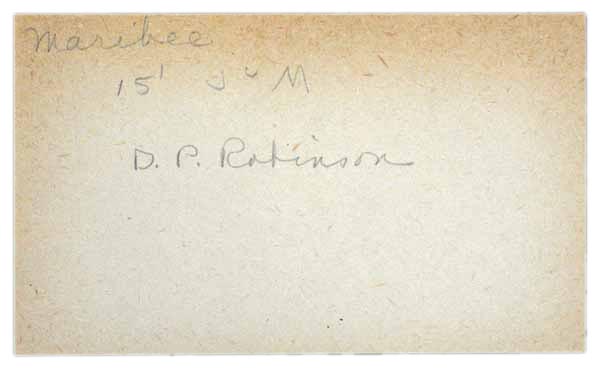 Maribee
15' J u M
D. P. Robinson